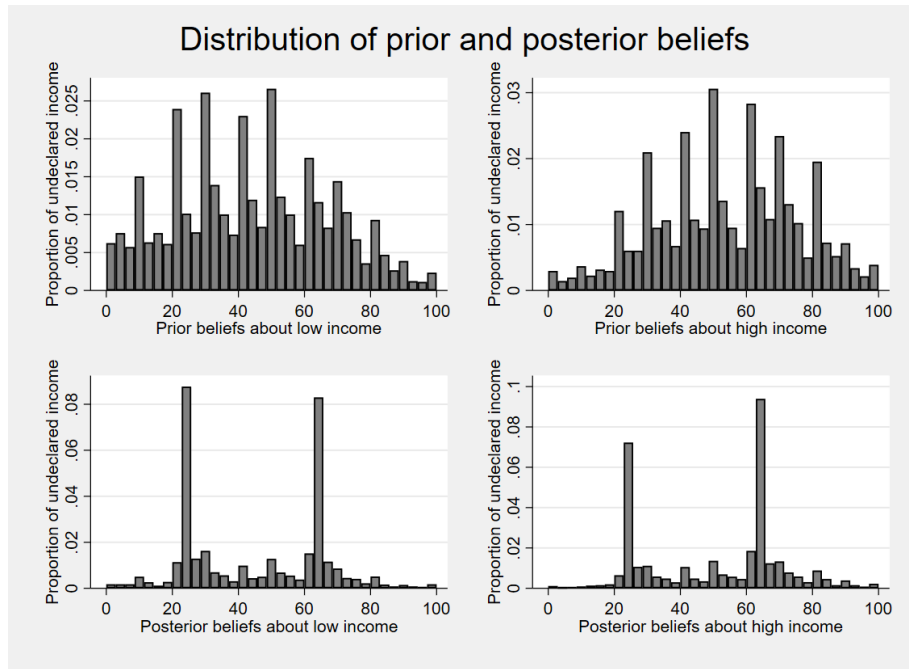 Distribution of prior and posterior beliefs
Proportion of undeclared income
0 .005 .01 .015 .02 .025
0 20 40 60 80 100
Prior beliefs about low income
Proportion of undeclared income
0 .01 .02 .03
0 20 40 60 80 100
Prior beliefs about high income
Proportion of undeclared income
0 .02 .04 .06 .08
0 20 40 60 80 100
Posterior beliefs about low income
Proportion of undeclared income
0 .02 .04 .06 .08 .1
0 20 40 60 80 100
Posterior beliefs about high income